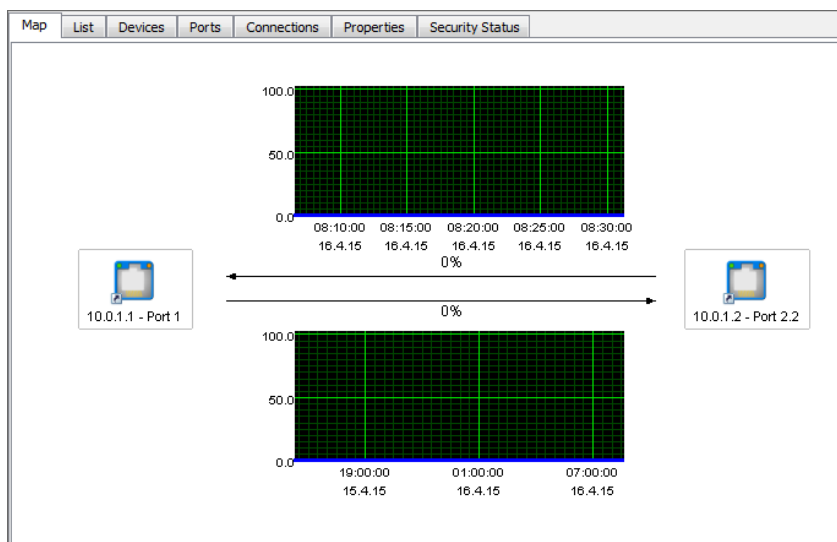 Map List Devices Ports Connections Properties Security Status
100.0
50.0
0.0
08:10:00 08:15:00 08:20:00 08:25:00 08:30:00
16.4.15 16.4.15 16.4.15 16.4.15 16.4.15
0%
10.0.1.1 - Port 1
10.0.1.2 - Port 2.2
0%
100.0
50.0
0.0
19:00:00 01:00:00 07:00:00
15.4.15 16.4.15 16.4.15